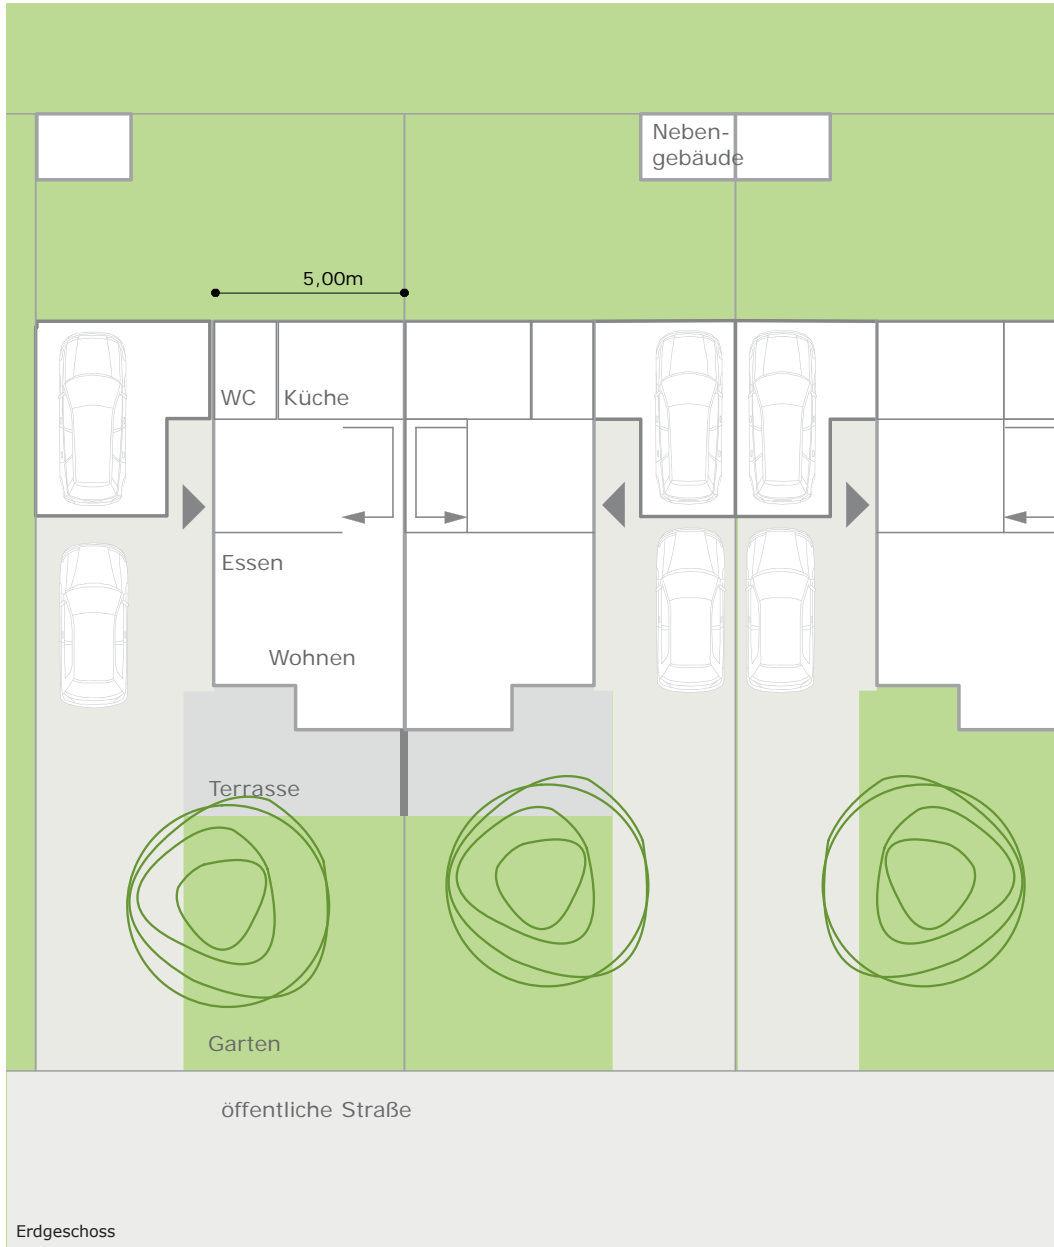 Neben-
gebäude
5,00m
WC
Küche
Essen
Wohnen
Terrasse
Garten
öffentliche Straße
Erdgeschoss